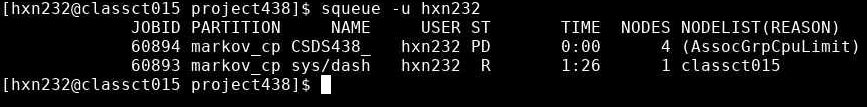 [hxn232@classct015 project438]$ squeue -u hxn232
JOBID PARTITION NAME USER ST TIME NODES NODELIST(REASON)
60894 markov_cp CSDS438_ hxn232 PD 0:00 4 (AssocGrpCpuLimit)
60893 markov_cp sys/dash hxn232 R 1:26 1 classct015
[hxn232@classct015 project438]$